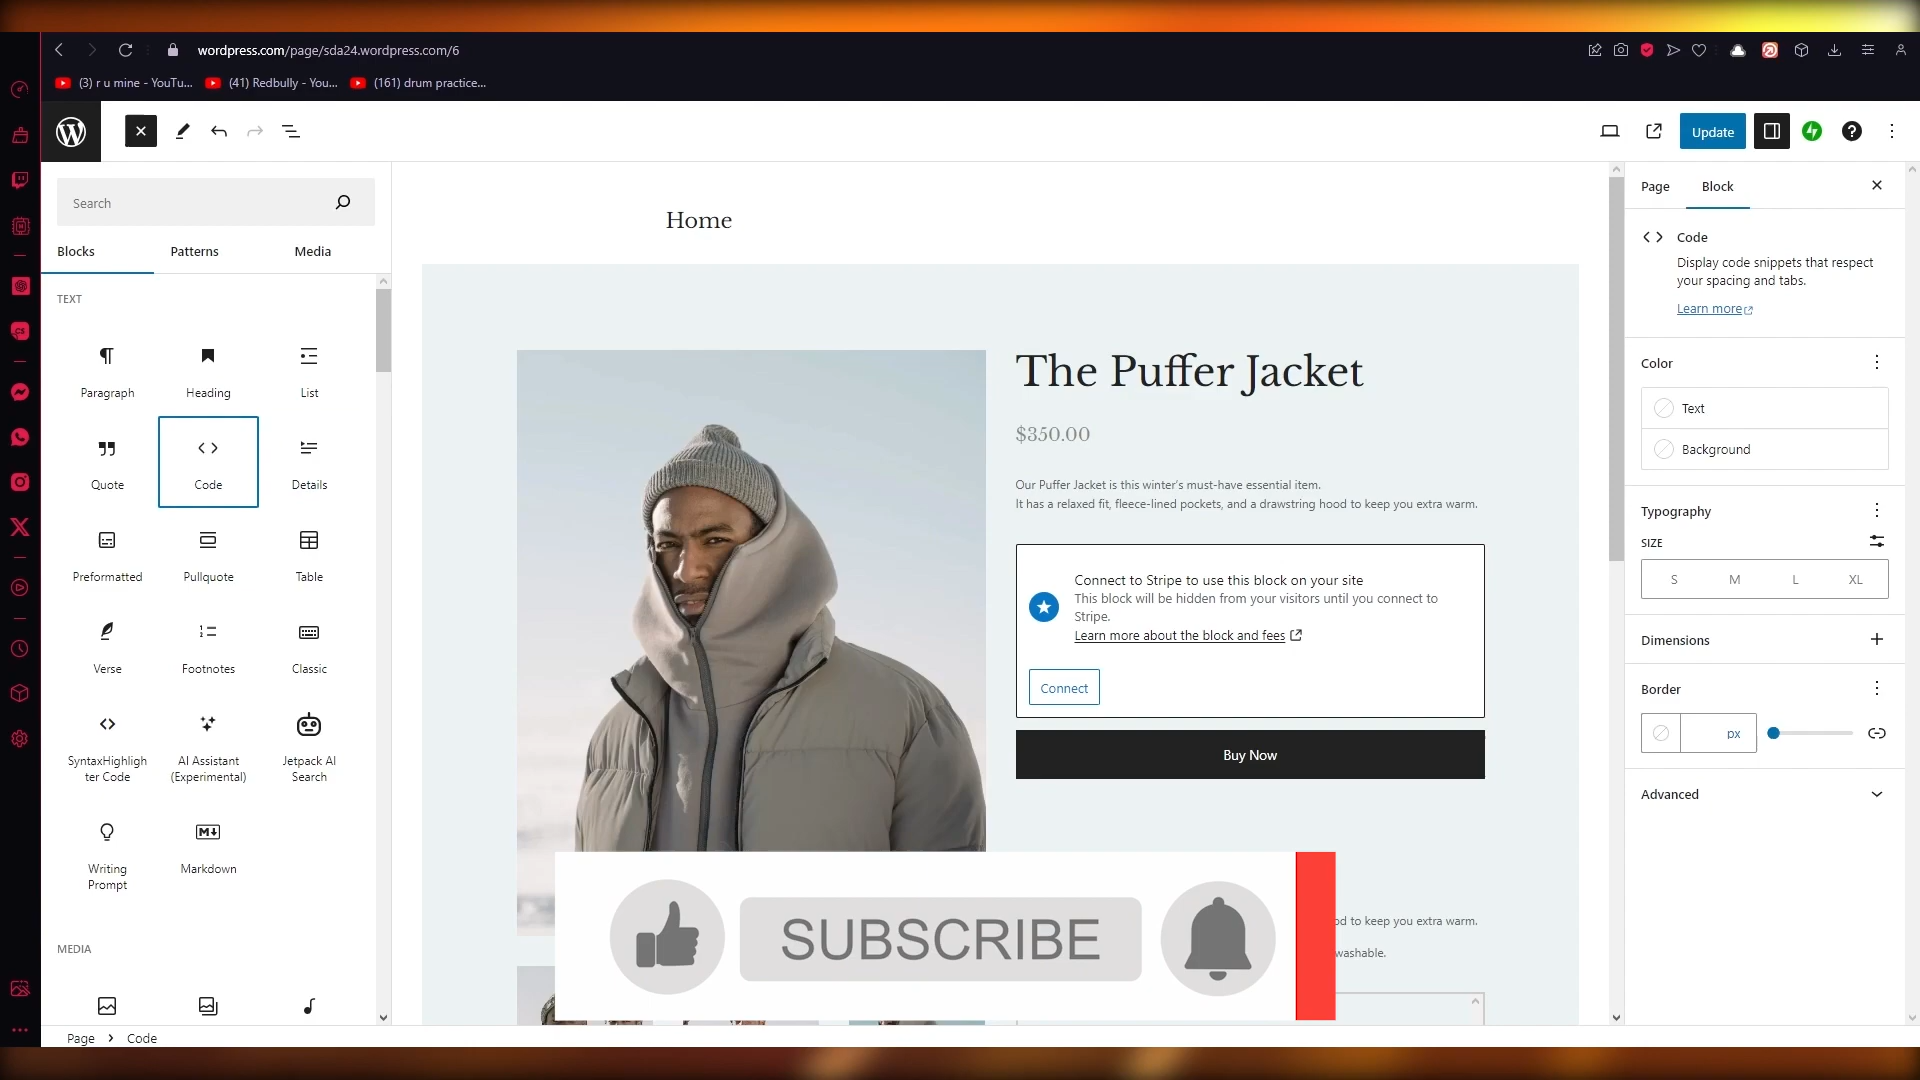 wordpress.com/page/sda24.wordpress.com/6
(3) r u mine - YouTu...
(41) Redbully - You...
(161) drum practice...
Update
Search
Blocks
Patterns
Media
TEXT
Paragraph
Heading
List
Quote
Code
Details
Preformatted
Pullquote
Table
Verse
Footnotes
Classic
SyntaxHighligh
ter Code
AI Assistant
(Experimental)
Jetpack AI
Search
Writing
Prompt
Markdown
MEDIA
Page
Code
Home
The Puffer Jacket
$350.00
Our Puffer Jacket is this winter's must-have essential item.
It has a relaxed fit, fleece-lined pockets, and a drawstring hood to keep you extra warm.
Connect to Stripe to use this block on your site
This block will be hidden from your visitors until you connect to
Stripe.
Learn more about the block and fees
Connect
Buy Now
to keep you extra warm.
washable.
SUBSCRIBE
Page
Block
Code
Display code snippets that respect
your spacing and tabs.
Learn more
Color
Text
Background
Typography
SIZE
S
M
L
XL
Dimensions
Border
px
Advanced